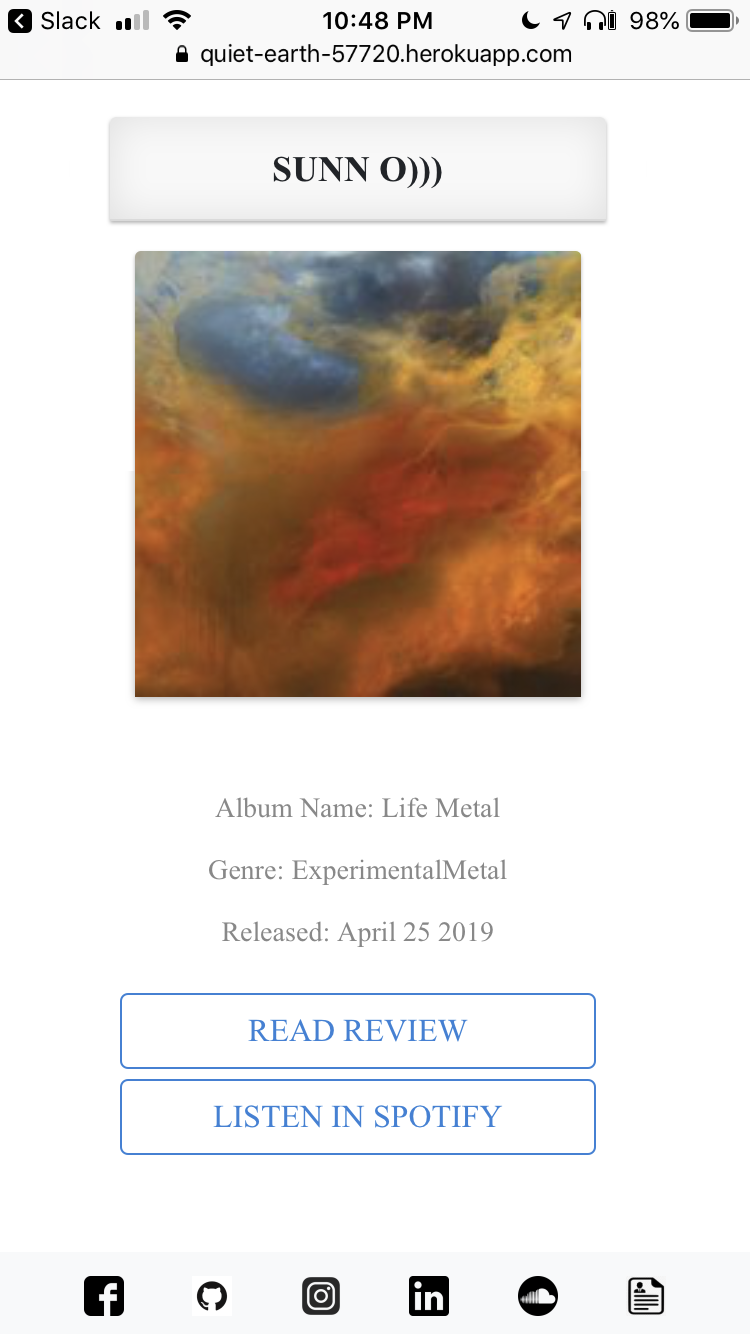 Slack 10:48 PM 98%
quiet-earth-57720.herokuapp.com
SUNN O)))
Album Name: Life Metal
Genre: ExperimentalMetal
Released: April 25 2019
READ REVIEW
LISTEN IN SPOTIFY